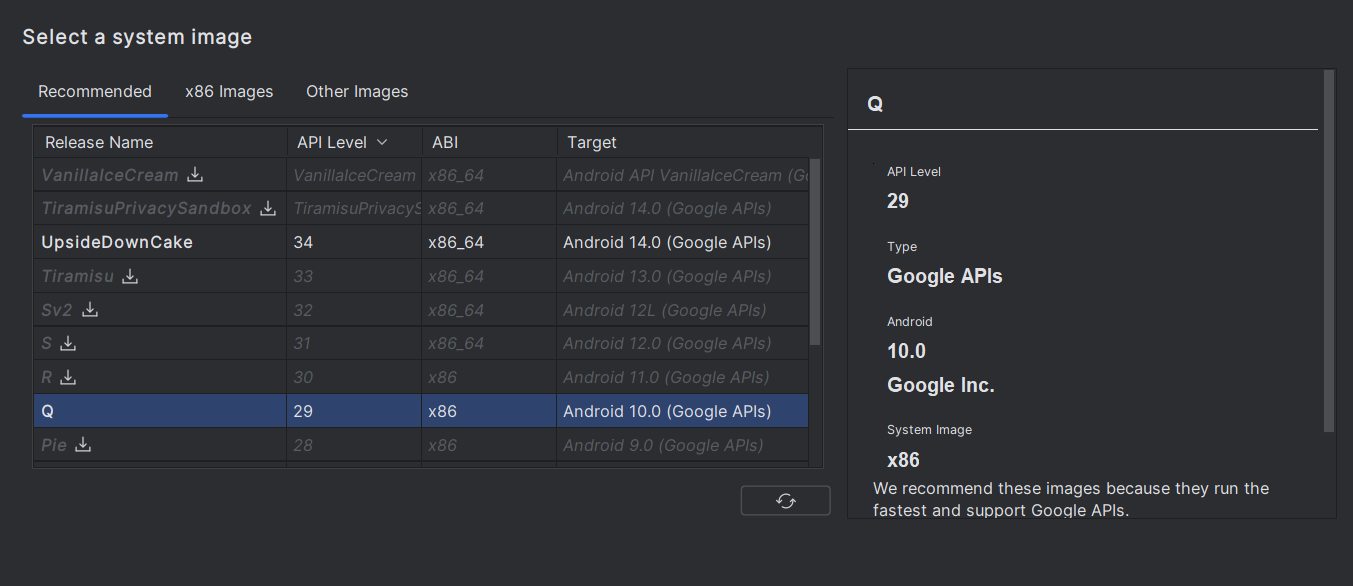 Select a system image
Recommended x86 Images Other Images
Release Name API Level ABI Target
VanillaIceCream VanillaIceCream x86_64 Android API VanillaIceCream (Go
TiramisuPrivacySandbox TiramisuPrivacyS x86_64 Android 14.0 (Google APIs)
UpsideDownCake 34 x86_64 Android 14.0 (Google APIs)
Tiramisu 33 x86_64 Android 13.0 (Google APIs)
Sv2 32 x86_64 Android 12L (Google APIs)
S 31 x86_64 Android 12.0 (Google APIs)
R 30 x86 Android 11.0 (Google APIs)
Q 29 x86 Android 10.0 (Google APIs)
Pie 28 x86 Android 9.0 (Google APIs)
Q
API Level
29
Type
Google APIs
Android
10.0
Google Inc.
System Image
x86
We recommend these images because they run the
fastest and support Google APIs.